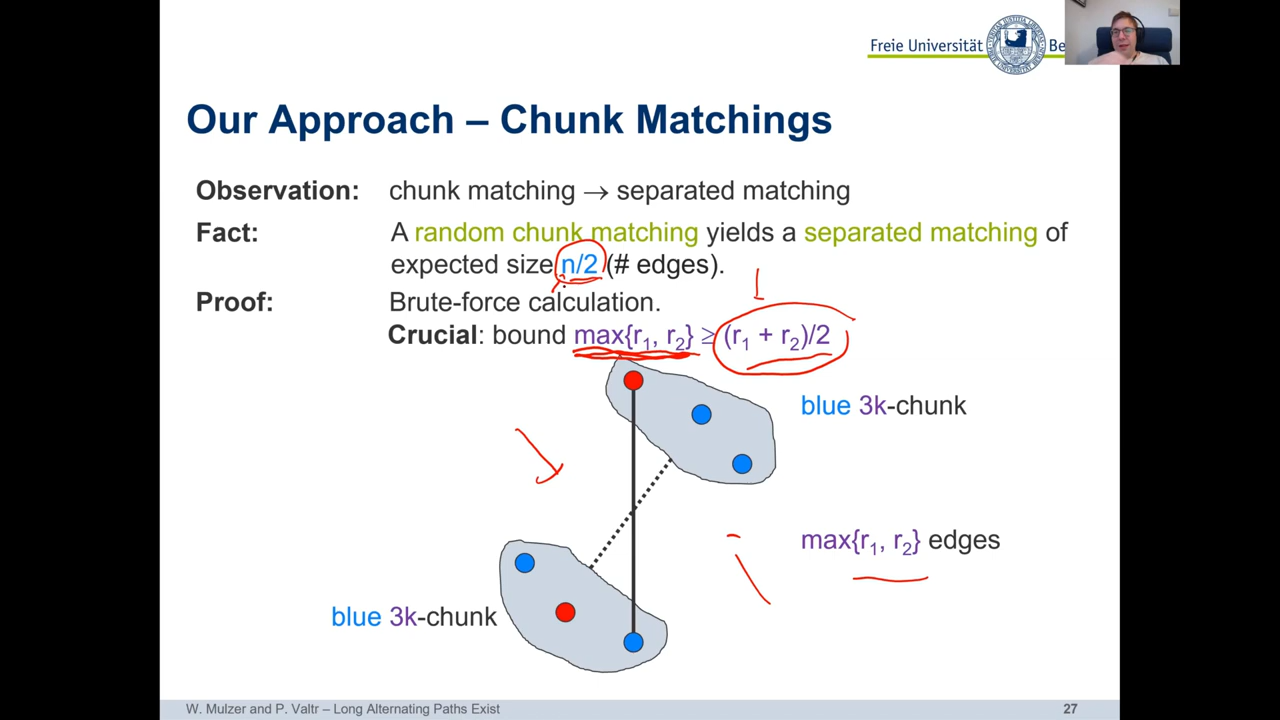 Freie Universität
Be
Our Approach – Chunk Matchings
Observation: chunk matching → separated matching
Fact: A random chunk matching yields a separated matching of
expected size n/2 (# edges).
Proof: Brute-force calculation.
Crucial: bound max{r₁, r₂} ≥ (r₁ + r₂)/2
blue 3k-chunk
max{r₁, r₂} edges
blue 3k-chunk
W. Mulzer and P. Valtr – Long Alternating Paths Exist
27